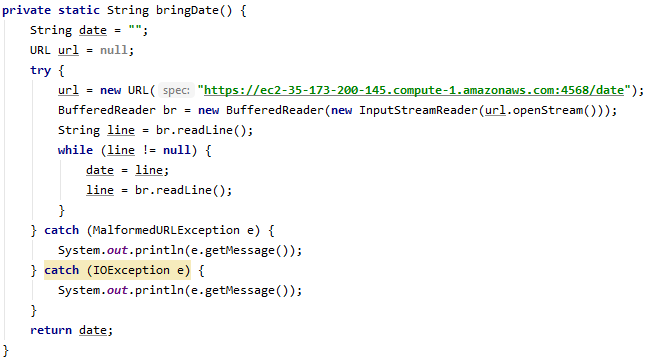 private static String bringDate() {
    String date = "";
    URL url = null;
    try {
        url = new URL( spec: "https://ec2-35-173-200-145.compute-1.amazonaws.com:4568/date");
        BufferedReader br = new BufferedReader(new InputStreamReader(url.openStream()));
        String line = br.readLine();
        while (line != null) {
            date = line;
            line = br.readLine();
        }
    } catch (MalformedURLException e) {
        System.out.println(e.getMessage());
    } catch (IOException e) {
        System.out.println(e.getMessage());
    }
    return date;
}